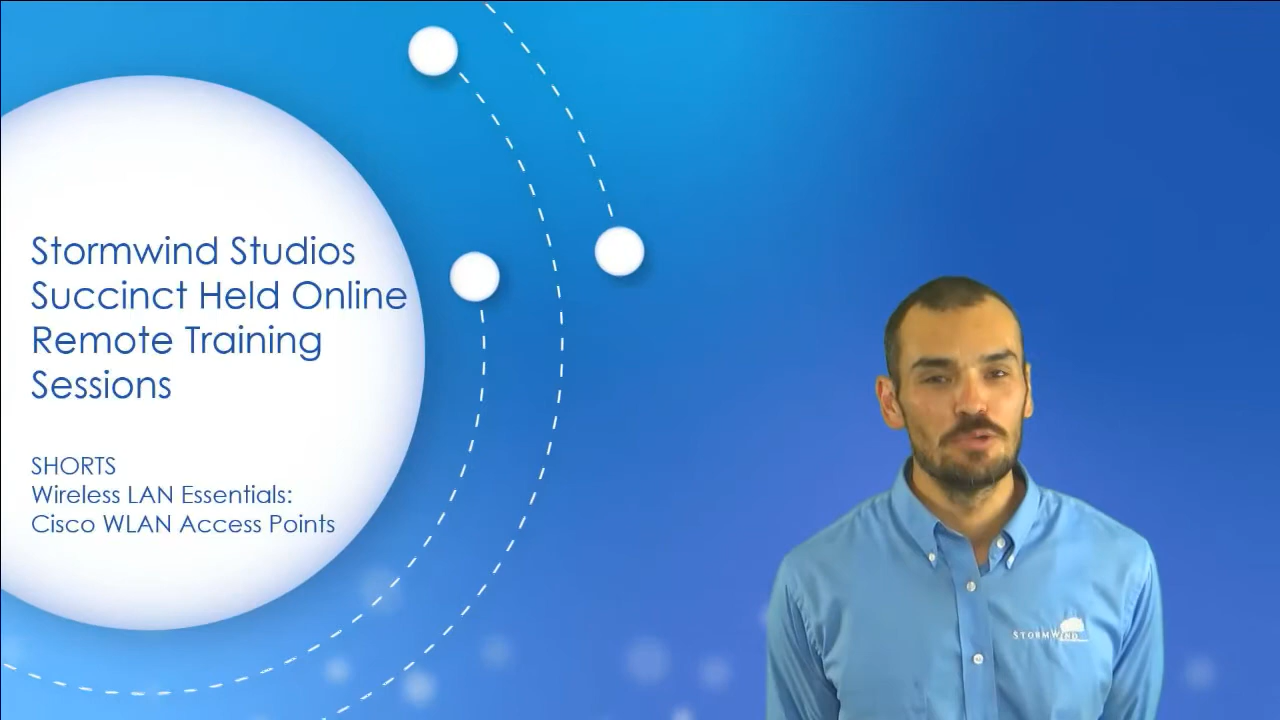 Stormwind Studios
Succinct Held Online
Remote Training
Sessions
SHORTS
Wireless LAN Essentials:
Cisco WLAN Access Points
STORMWIND